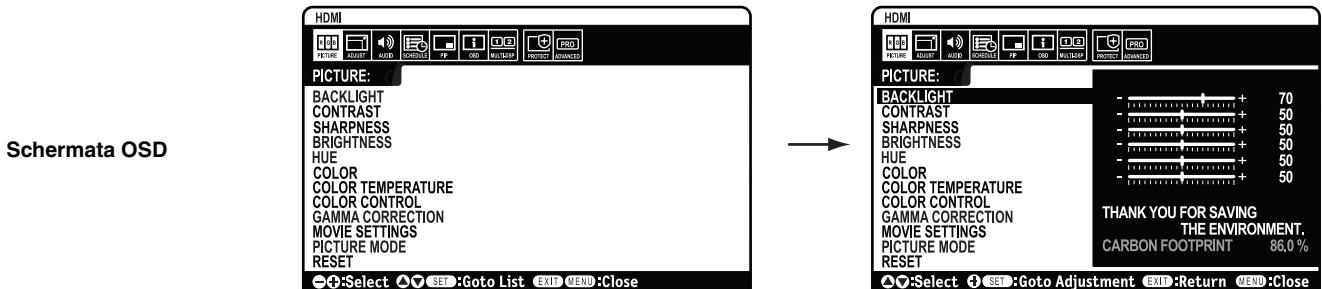 Schermata OSD
HDMI
RGB
PICTURE ADJUST AUDIO SCHEDULE PIP OSD MULTI-DSP PROTECT ADVANCED
PRO
PICTURE:
BACKLIGHT
CONTRAST
SHARPNESS
BRIGHTNESS
HUE
COLOR
COLOR TEMPERATURE
COLOR CONTROL
GAMMA CORRECTION
MOVIE SETTINGS
PICTURE MODE
RESET
:Select SET :Goto List EXIT MENU :Close
HDMI
RGB
PICTURE ADJUST AUDIO SCHEDULE PIP OSD MULTI-DSP PROTECT ADVANCED
PRO
PICTURE:
BACKLIGHT - + 70
CONTRAST - + 50
SHARPNESS - + 50
BRIGHTNESS - + 50
HUE - + 50
COLOR - + 50
COLOR TEMPERATURE
COLOR CONTROL
GAMMA CORRECTION
MOVIE SETTINGS
PICTURE MODE
RESET
THANK YOU FOR SAVING
THE ENVIRONMENT.
CARBON FOOTPRINT 86.0 %
:Select SET :Goto Adjustment EXIT :Return MENU :Close